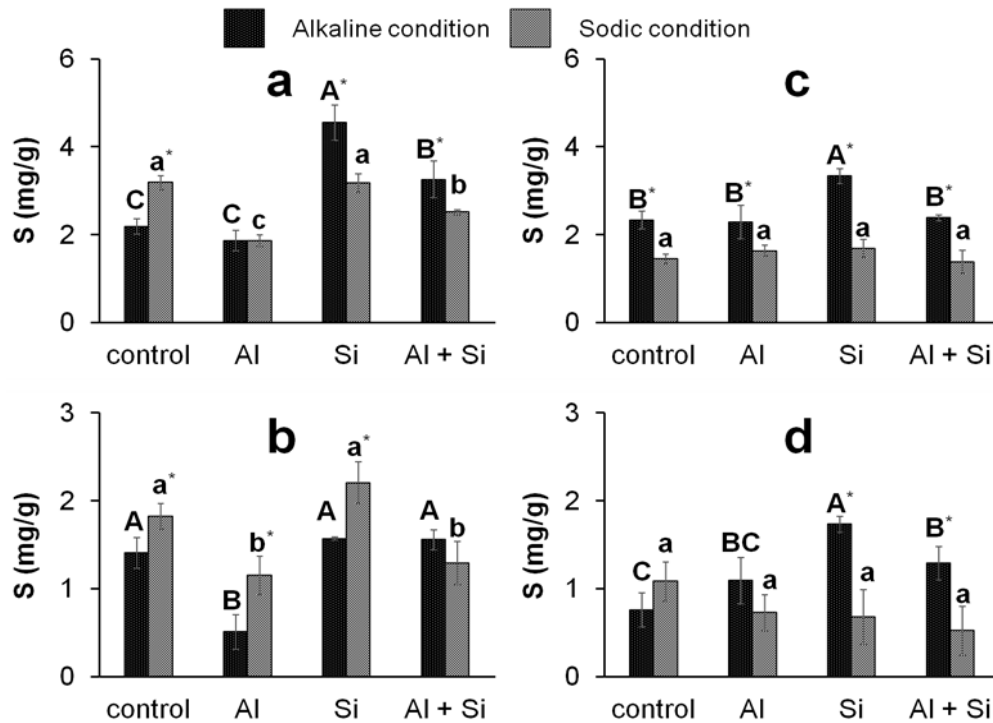 Alkaline condition Sodic condition
a
S (mg/g)
6
4
2
0
C a* C c A* a B* b
control Al Si Al + Si
c
S (mg/g)
6
4
2
0
B* a B* a A* a B* a
control Al Si Al + Si
b
S (mg/g)
3
2
1
0
A a* B b* A a* A b
control Al Si Al + Si
d
S (mg/g)
3
2
1
0
C a BC a A* a B* a
control Al Si Al + Si